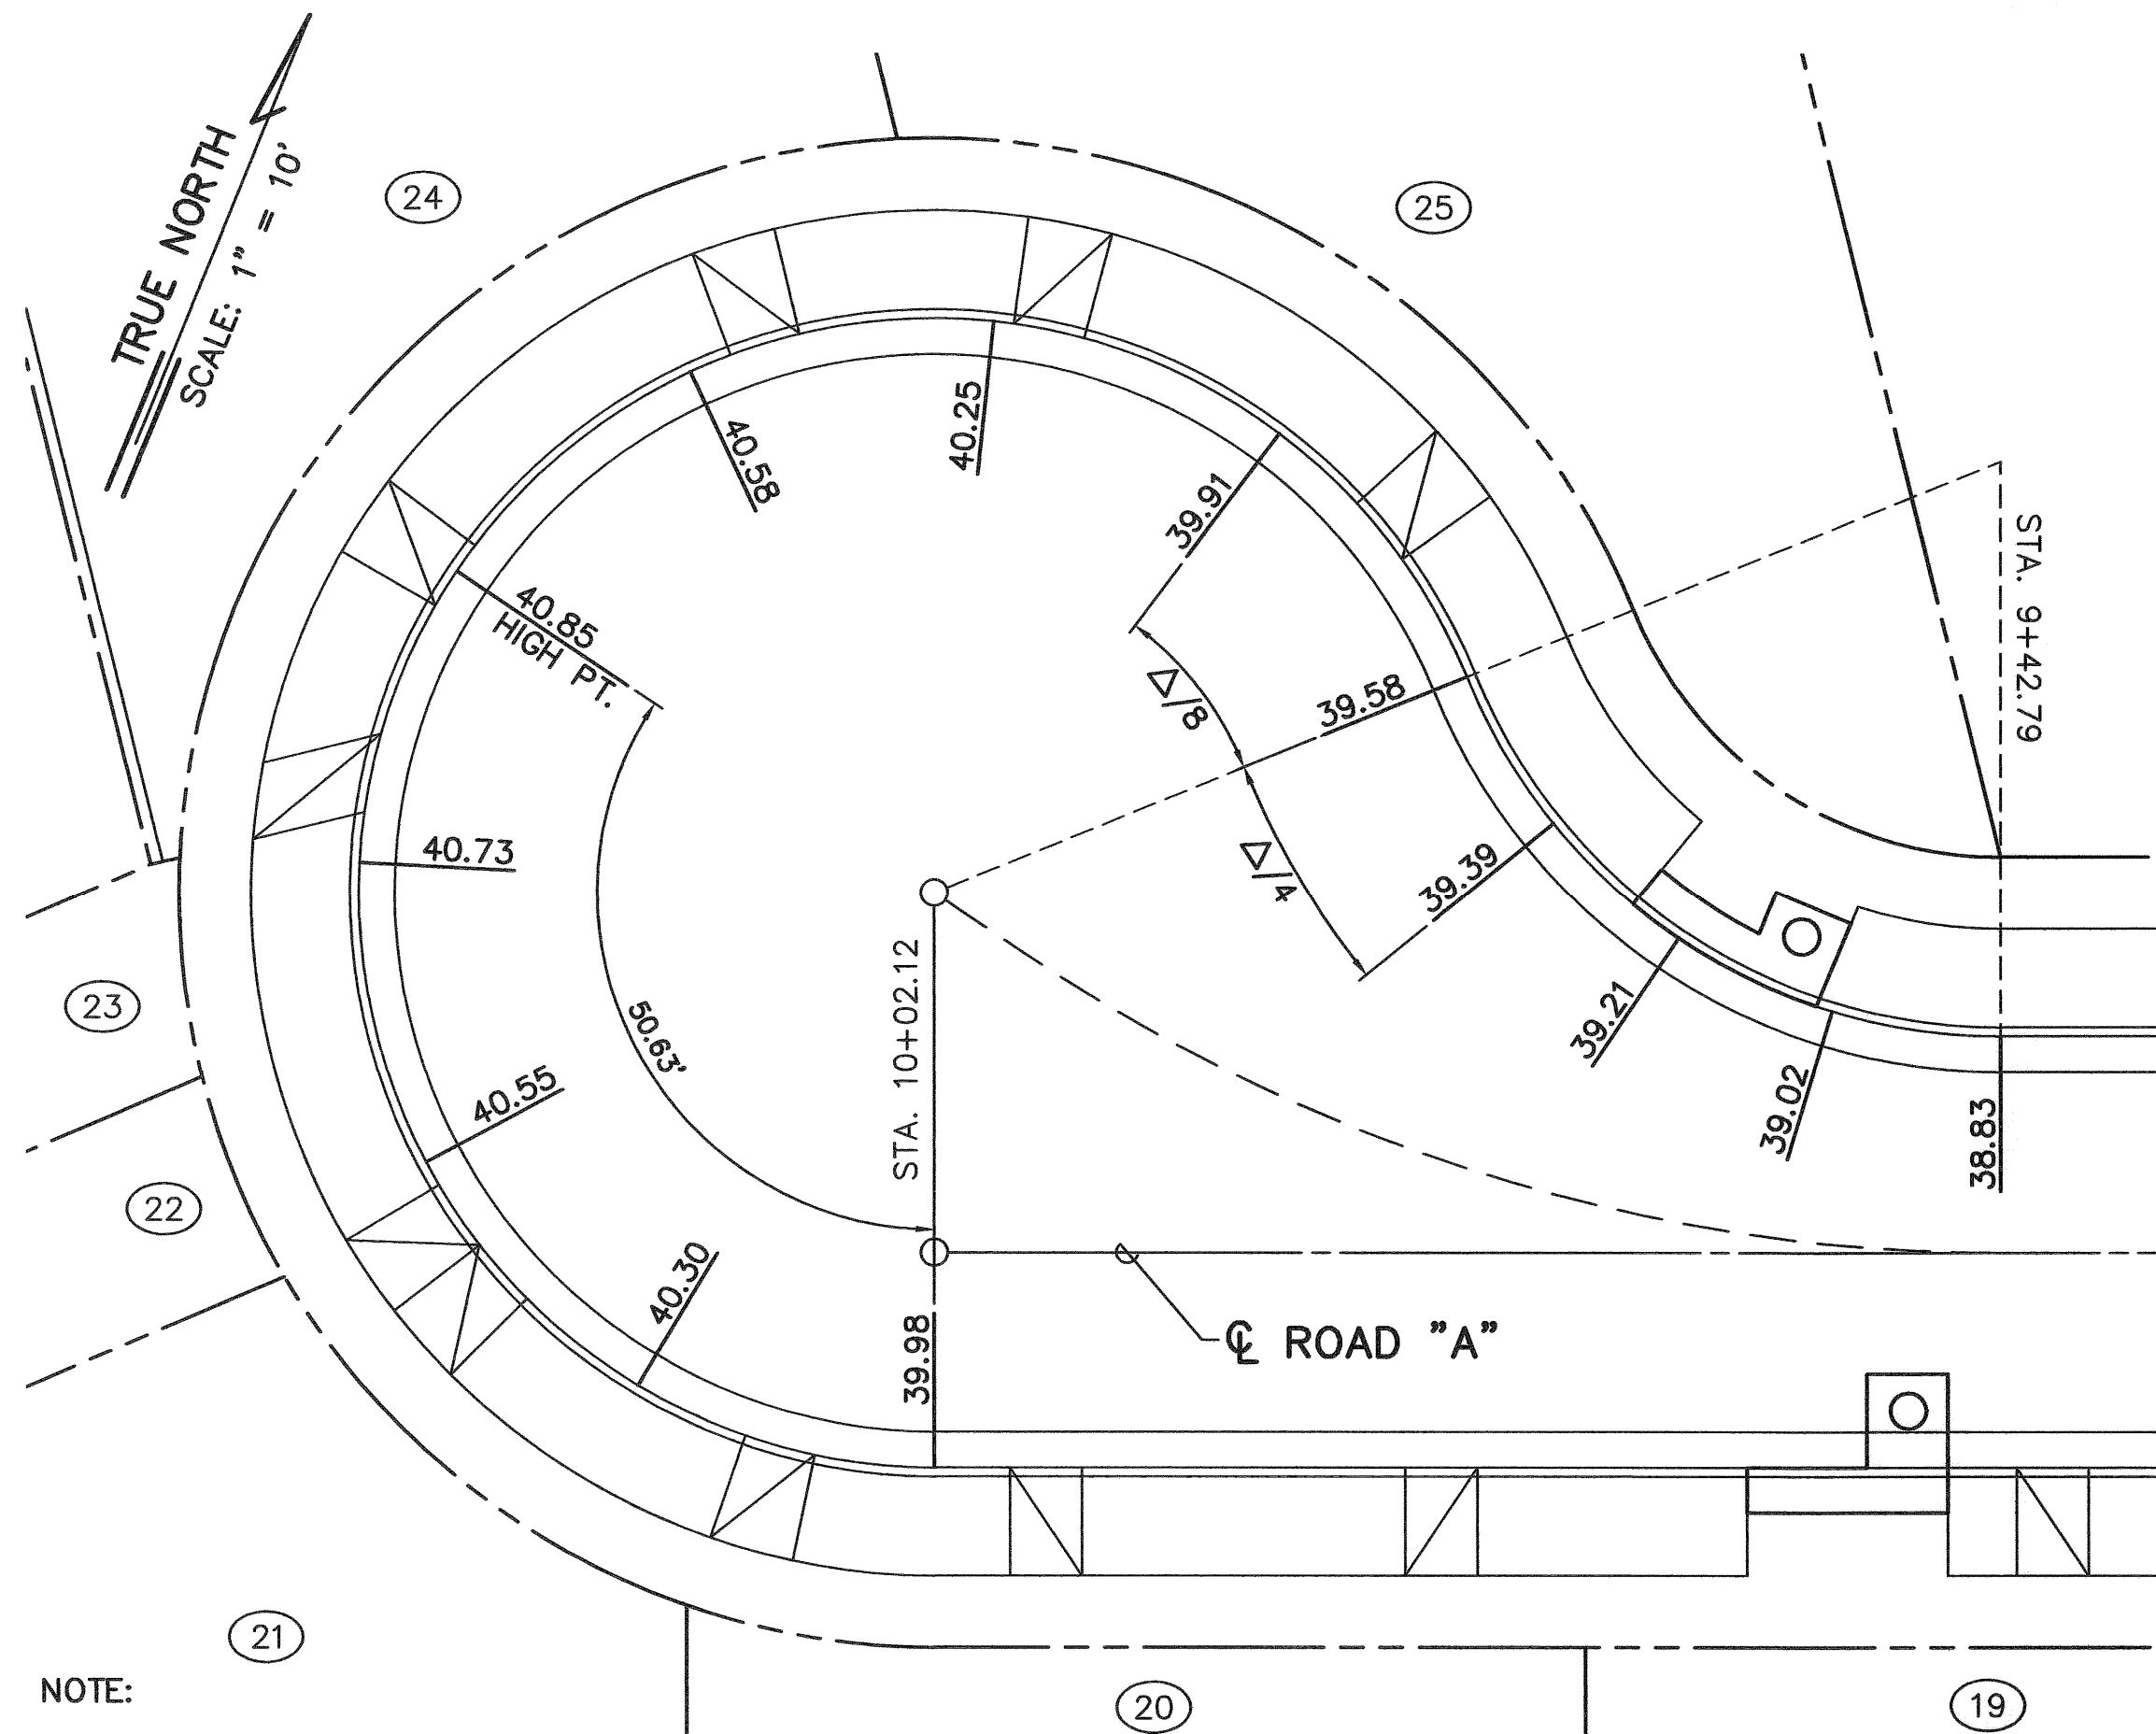 TRUE NORTH
SCALE: 1" = 10'
24
25
40.58
40.25
39.91
40.85
HIGH PT.
Δ/8
39.58
STA. 9+42.79
40.73
Δ/4
39.39
23
STA. 10+02.12
50.63'
39.21
39.02
38.83
40.55
22
40.30
39.98
℄ ROAD "A"
21
NOTE:
20
19